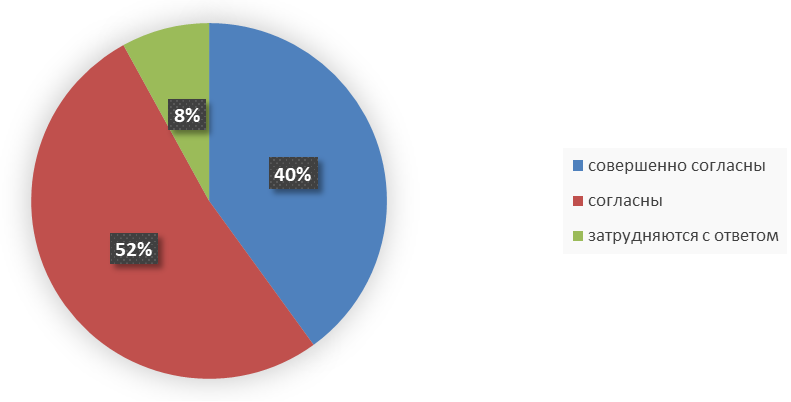 8%
40%
52%
совершенно согласны
согласны
затрудняются с ответом